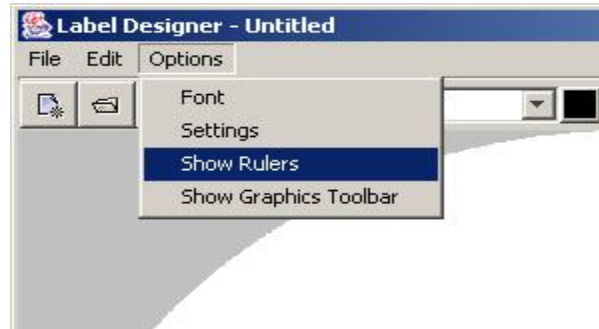 Label Designer - Untitled
File Edit Options
Font
Settings
Show Rulers
Show Graphics Toolbar